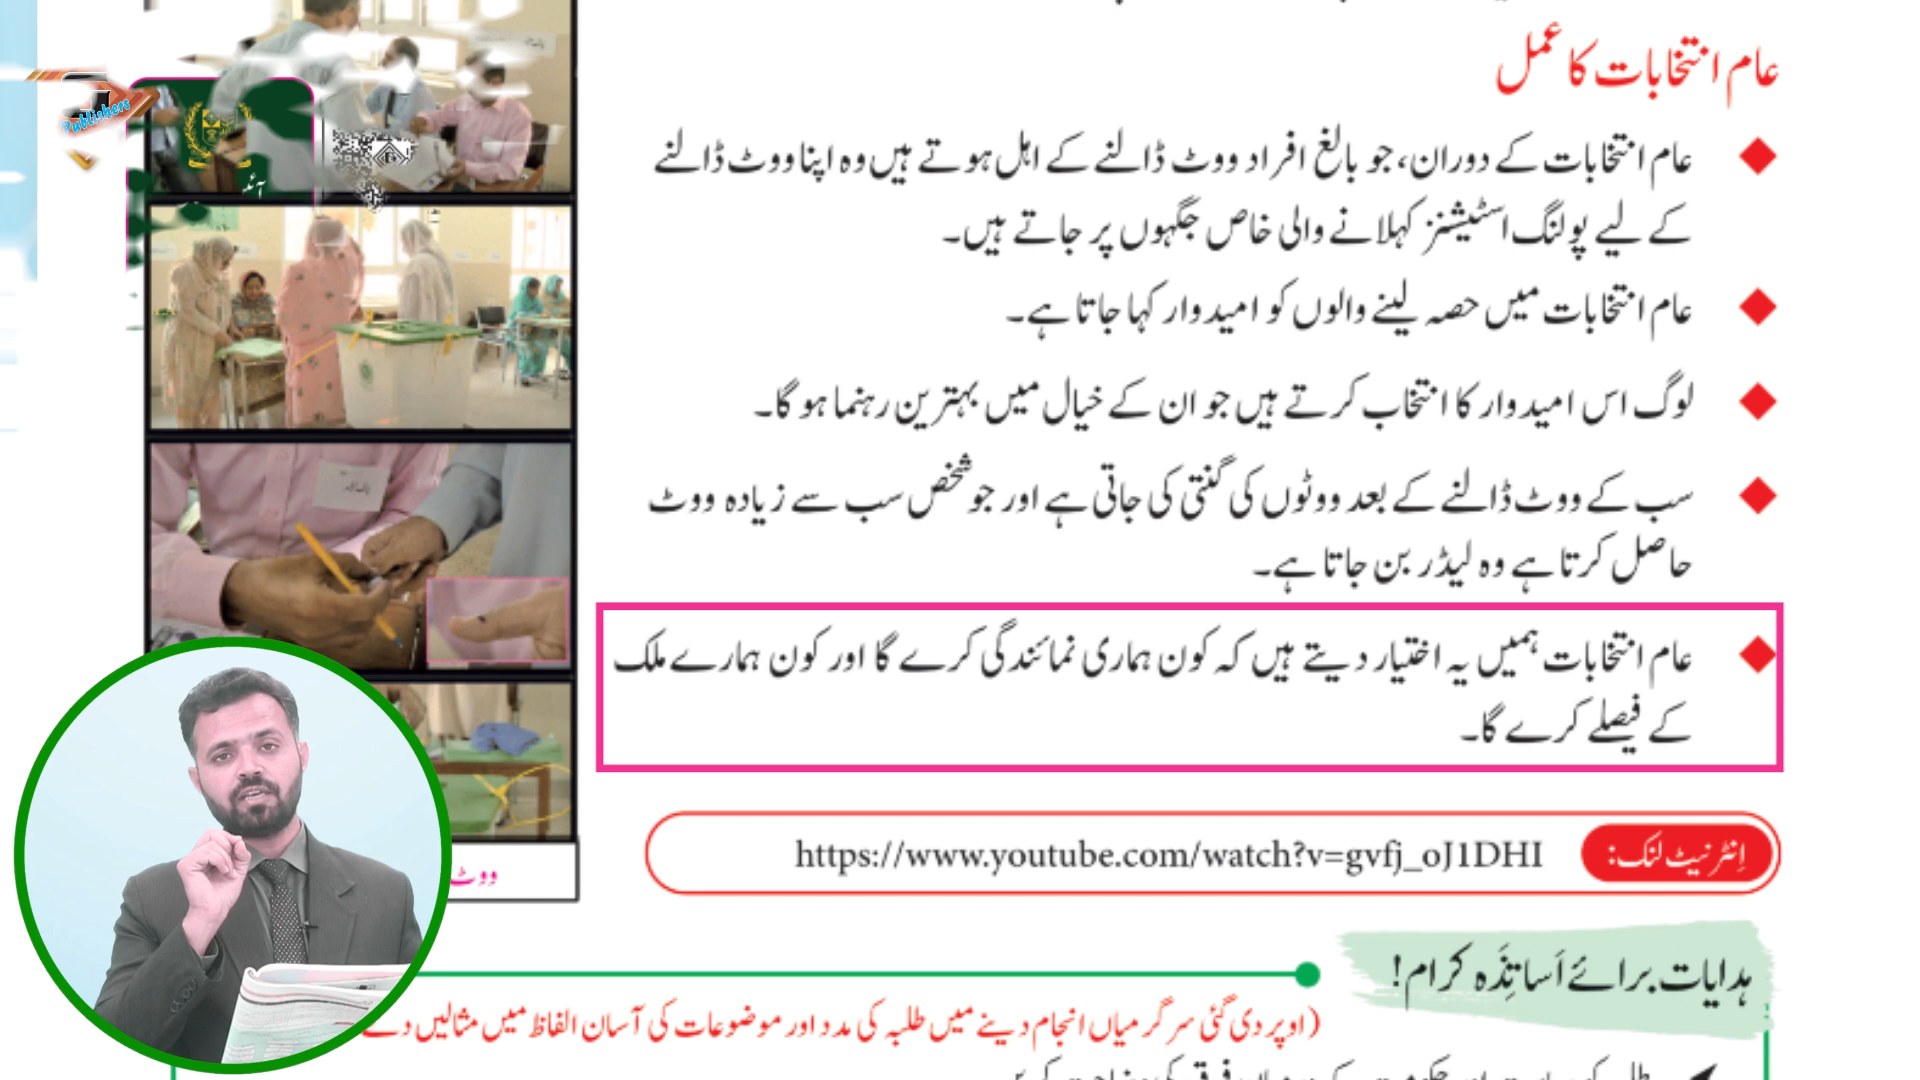 عام انتخابات کا عمل
عام انتخابات کے دوران، جو بالغ افراد ووٹ ڈالنے کے اہل ہوتے ہیں وہ اپنا ووٹ ڈالنے
کے لیے پولنگ اسٹیشنز کہلانے والی خاص جگہوں پر جاتے ہیں۔
عام انتخابات میں حصہ لینے والوں کو امیدوار کہا جاتا ہے۔
لوگ اس امیدوار کا انتخاب کرتے ہیں جو ان کے خیال میں بہترین رہنما ہو گا۔
سب کے ووٹ ڈالنے کے بعد ووٹوں کی گنتی کی جاتی ہے اور جو شخص سب سے زیادہ ووٹ
حاصل کرتا ہے وہ لیڈر بن جاتا ہے۔
عام انتخابات ہمیں یہ اختیار دیتے ہیں کہ کون ہماری نمائندگی کرے گا اور کون ہمارے ملک
کے فیصلے کرے گا۔
اِنٹرنیٹ لنک: https://www.youtube.com/watch?v=gvfj_oJ1DHI
ہدایات برائے اَساتِذَہ کرام!
(اوپر دی گئی سرگرمیاں انجام دینے میں طلبہ کی مدد اور موضوعات کی آسان الفاظ میں مثالیں دے
ووٹ
Publishers